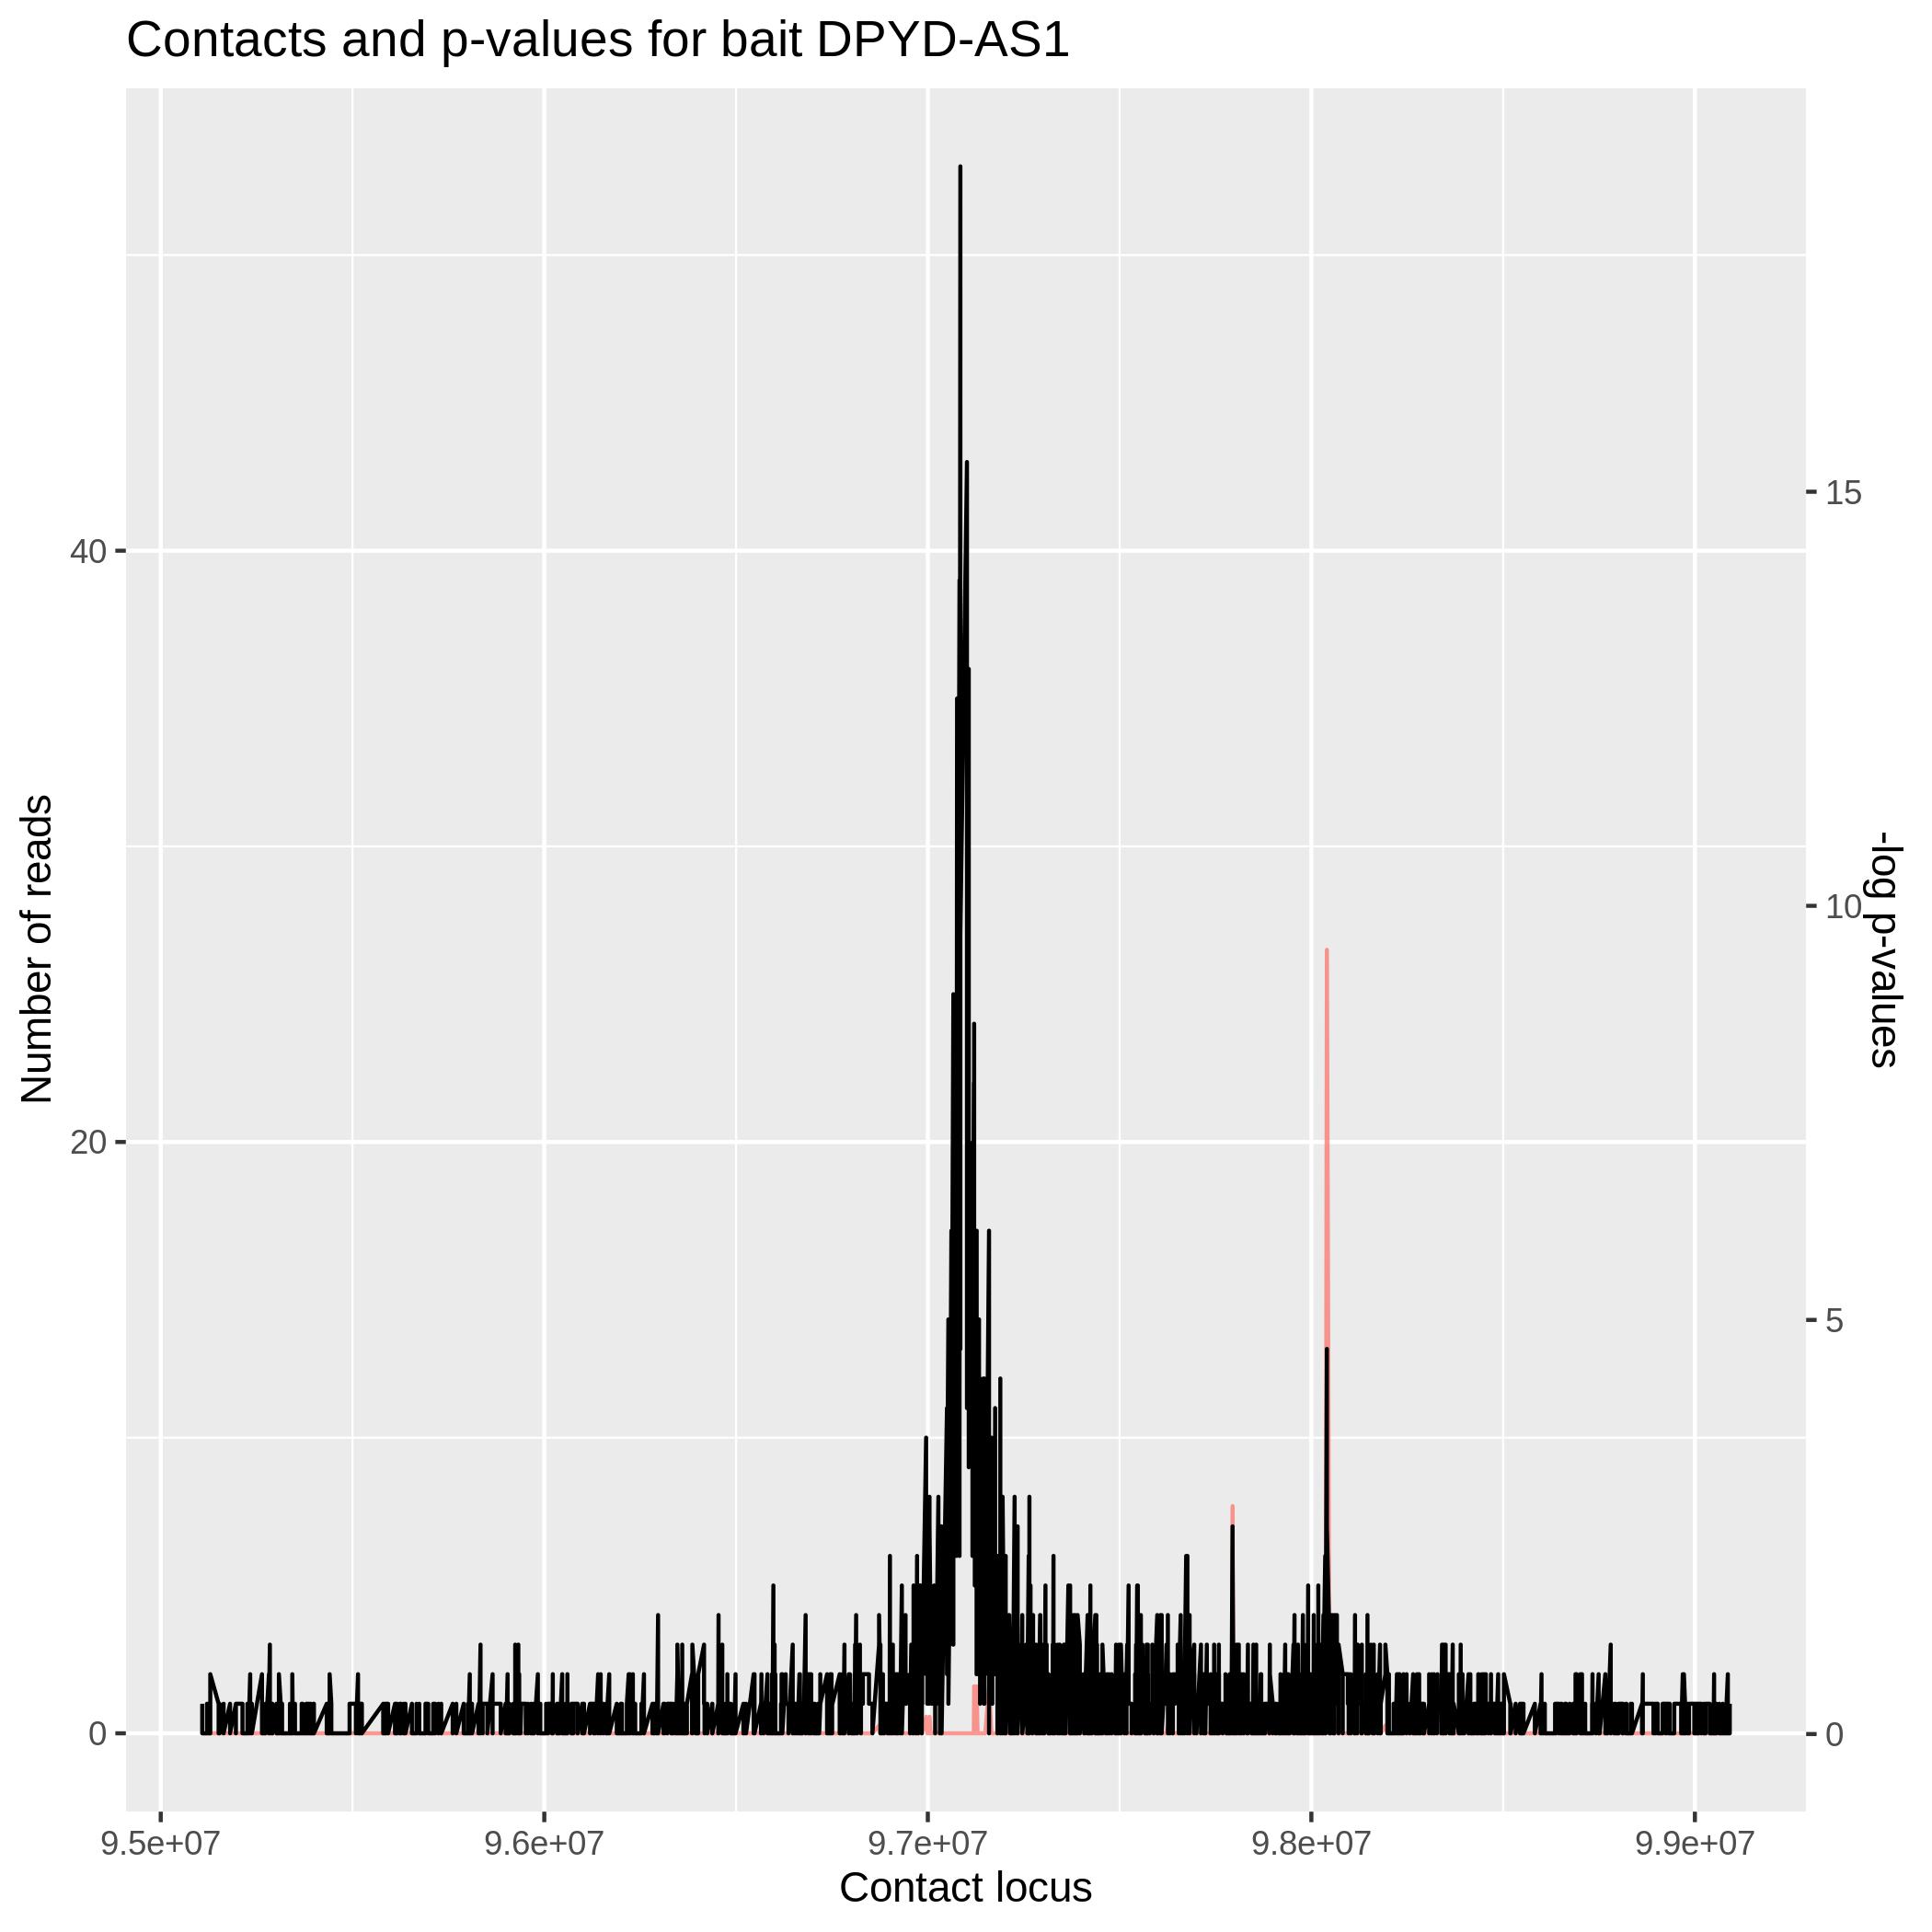 Contacts and p-values for bait DPYD-AS1
Number of reads
40
20
0
15
10
5
0
-log p-values
9.5e+07
9.6e+07
9.7e+07
9.8e+07
9.9e+07
Contact locus